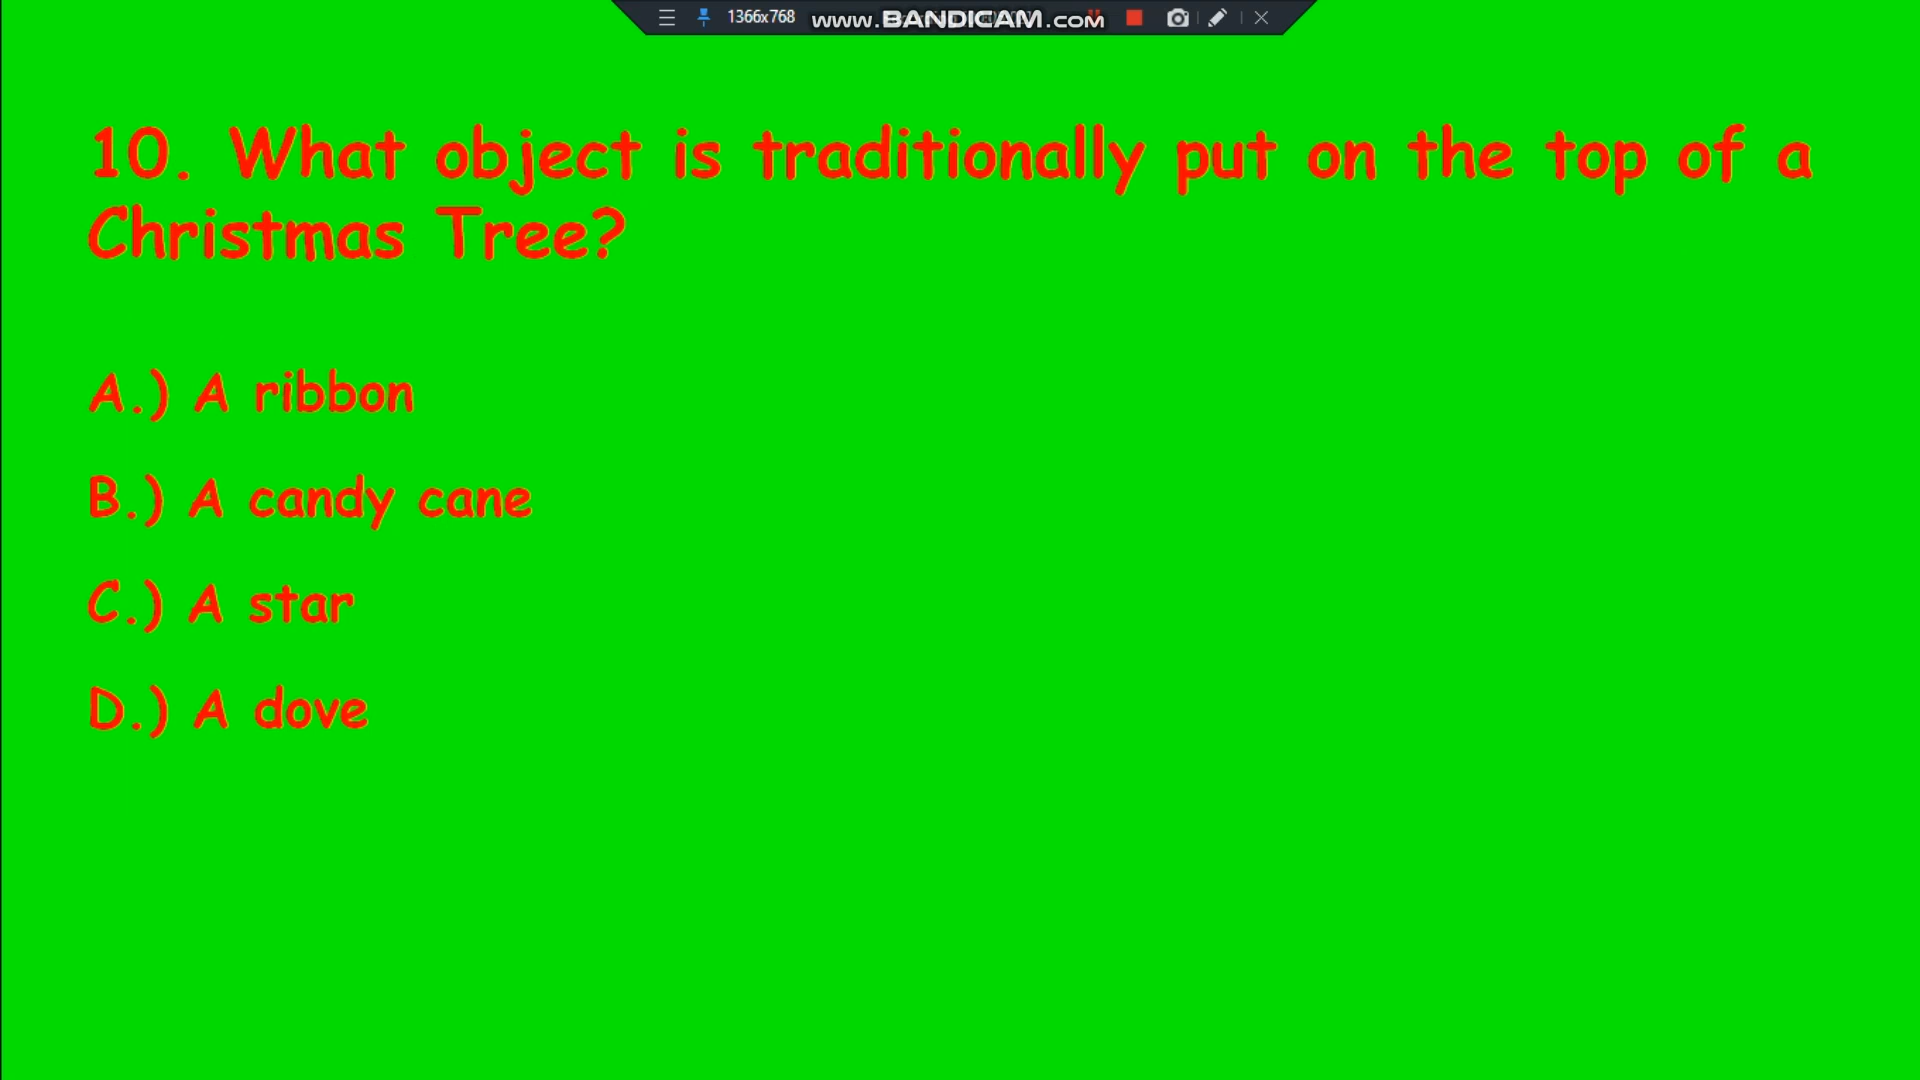 1366x768 www.BANDICAM.com
10. What object is traditionally put on the top of a
Christmas Tree?
A.) A ribbon
B.) A candy cane
C.) A star
D.) A dove